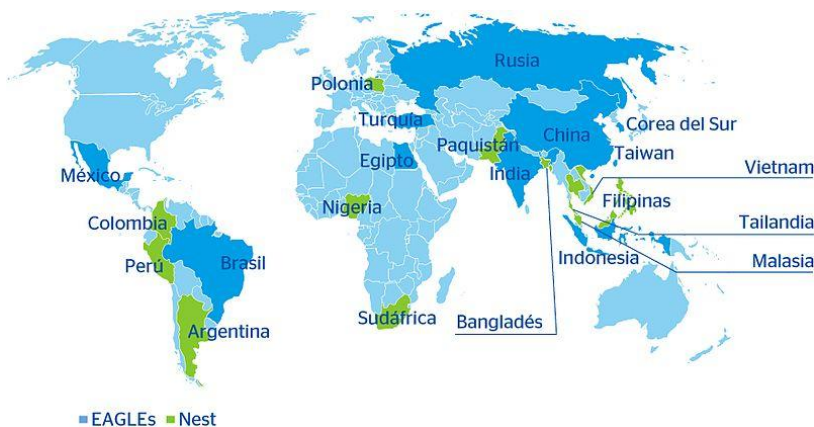 Rusia
Polonia
Turquía
China
Corea del Sur
Paquistán
Egipto
Taiwan
México
India
Vietnam
Nigeria
Filipinas
Colombia
Tailandia
Perú
Brasil
Indonesia
Malasia
Sudáfrica
Bangladés
Argentina
EAGLEs
Nest